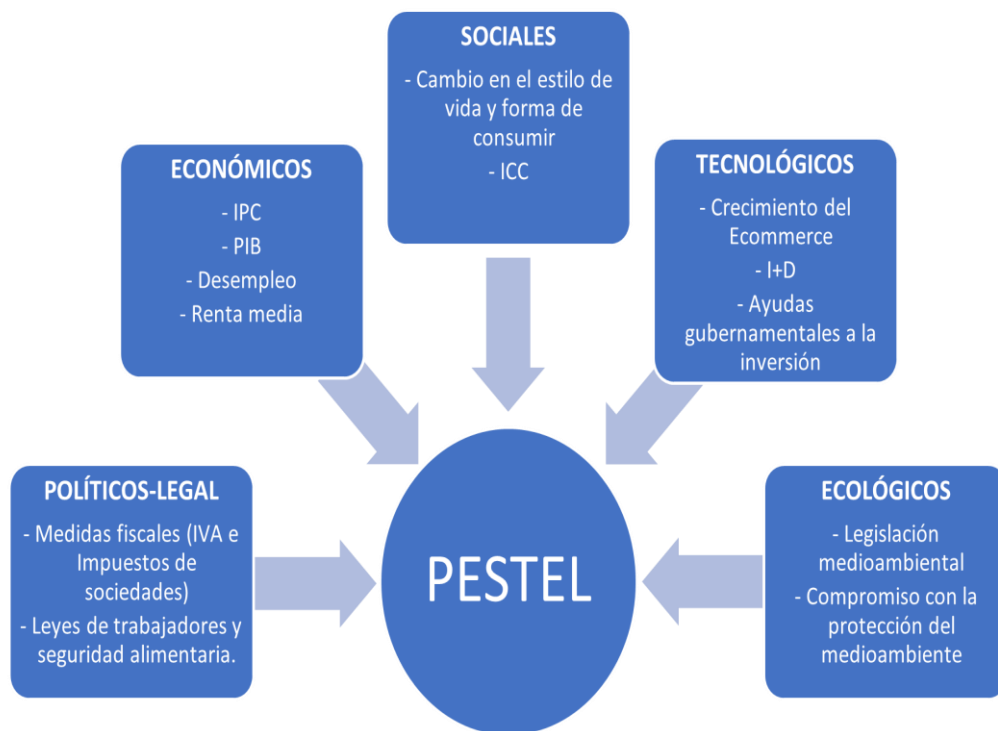 SOCIALES
- Cambio en el estilo de
vida y forma de
consumir
- ICC
ECONÓMICOS
- IPC
- PIB
- Desempleo
- Renta media
TECNOLÓGICOS
- Crecimiento del
Ecommerce
- I+D
- Ayudas
gubernamentales a la
inversión
POLÍTICOS-LEGAL
- Medidas fiscales (IVA e
Impuestos de
sociedades)
- Leyes de trabajadores y
seguridad alimentaria.
PESTEL
ECOLÓGICOS
- Legislación
medioambiental
- Compromiso con la
protección del
medioambiente